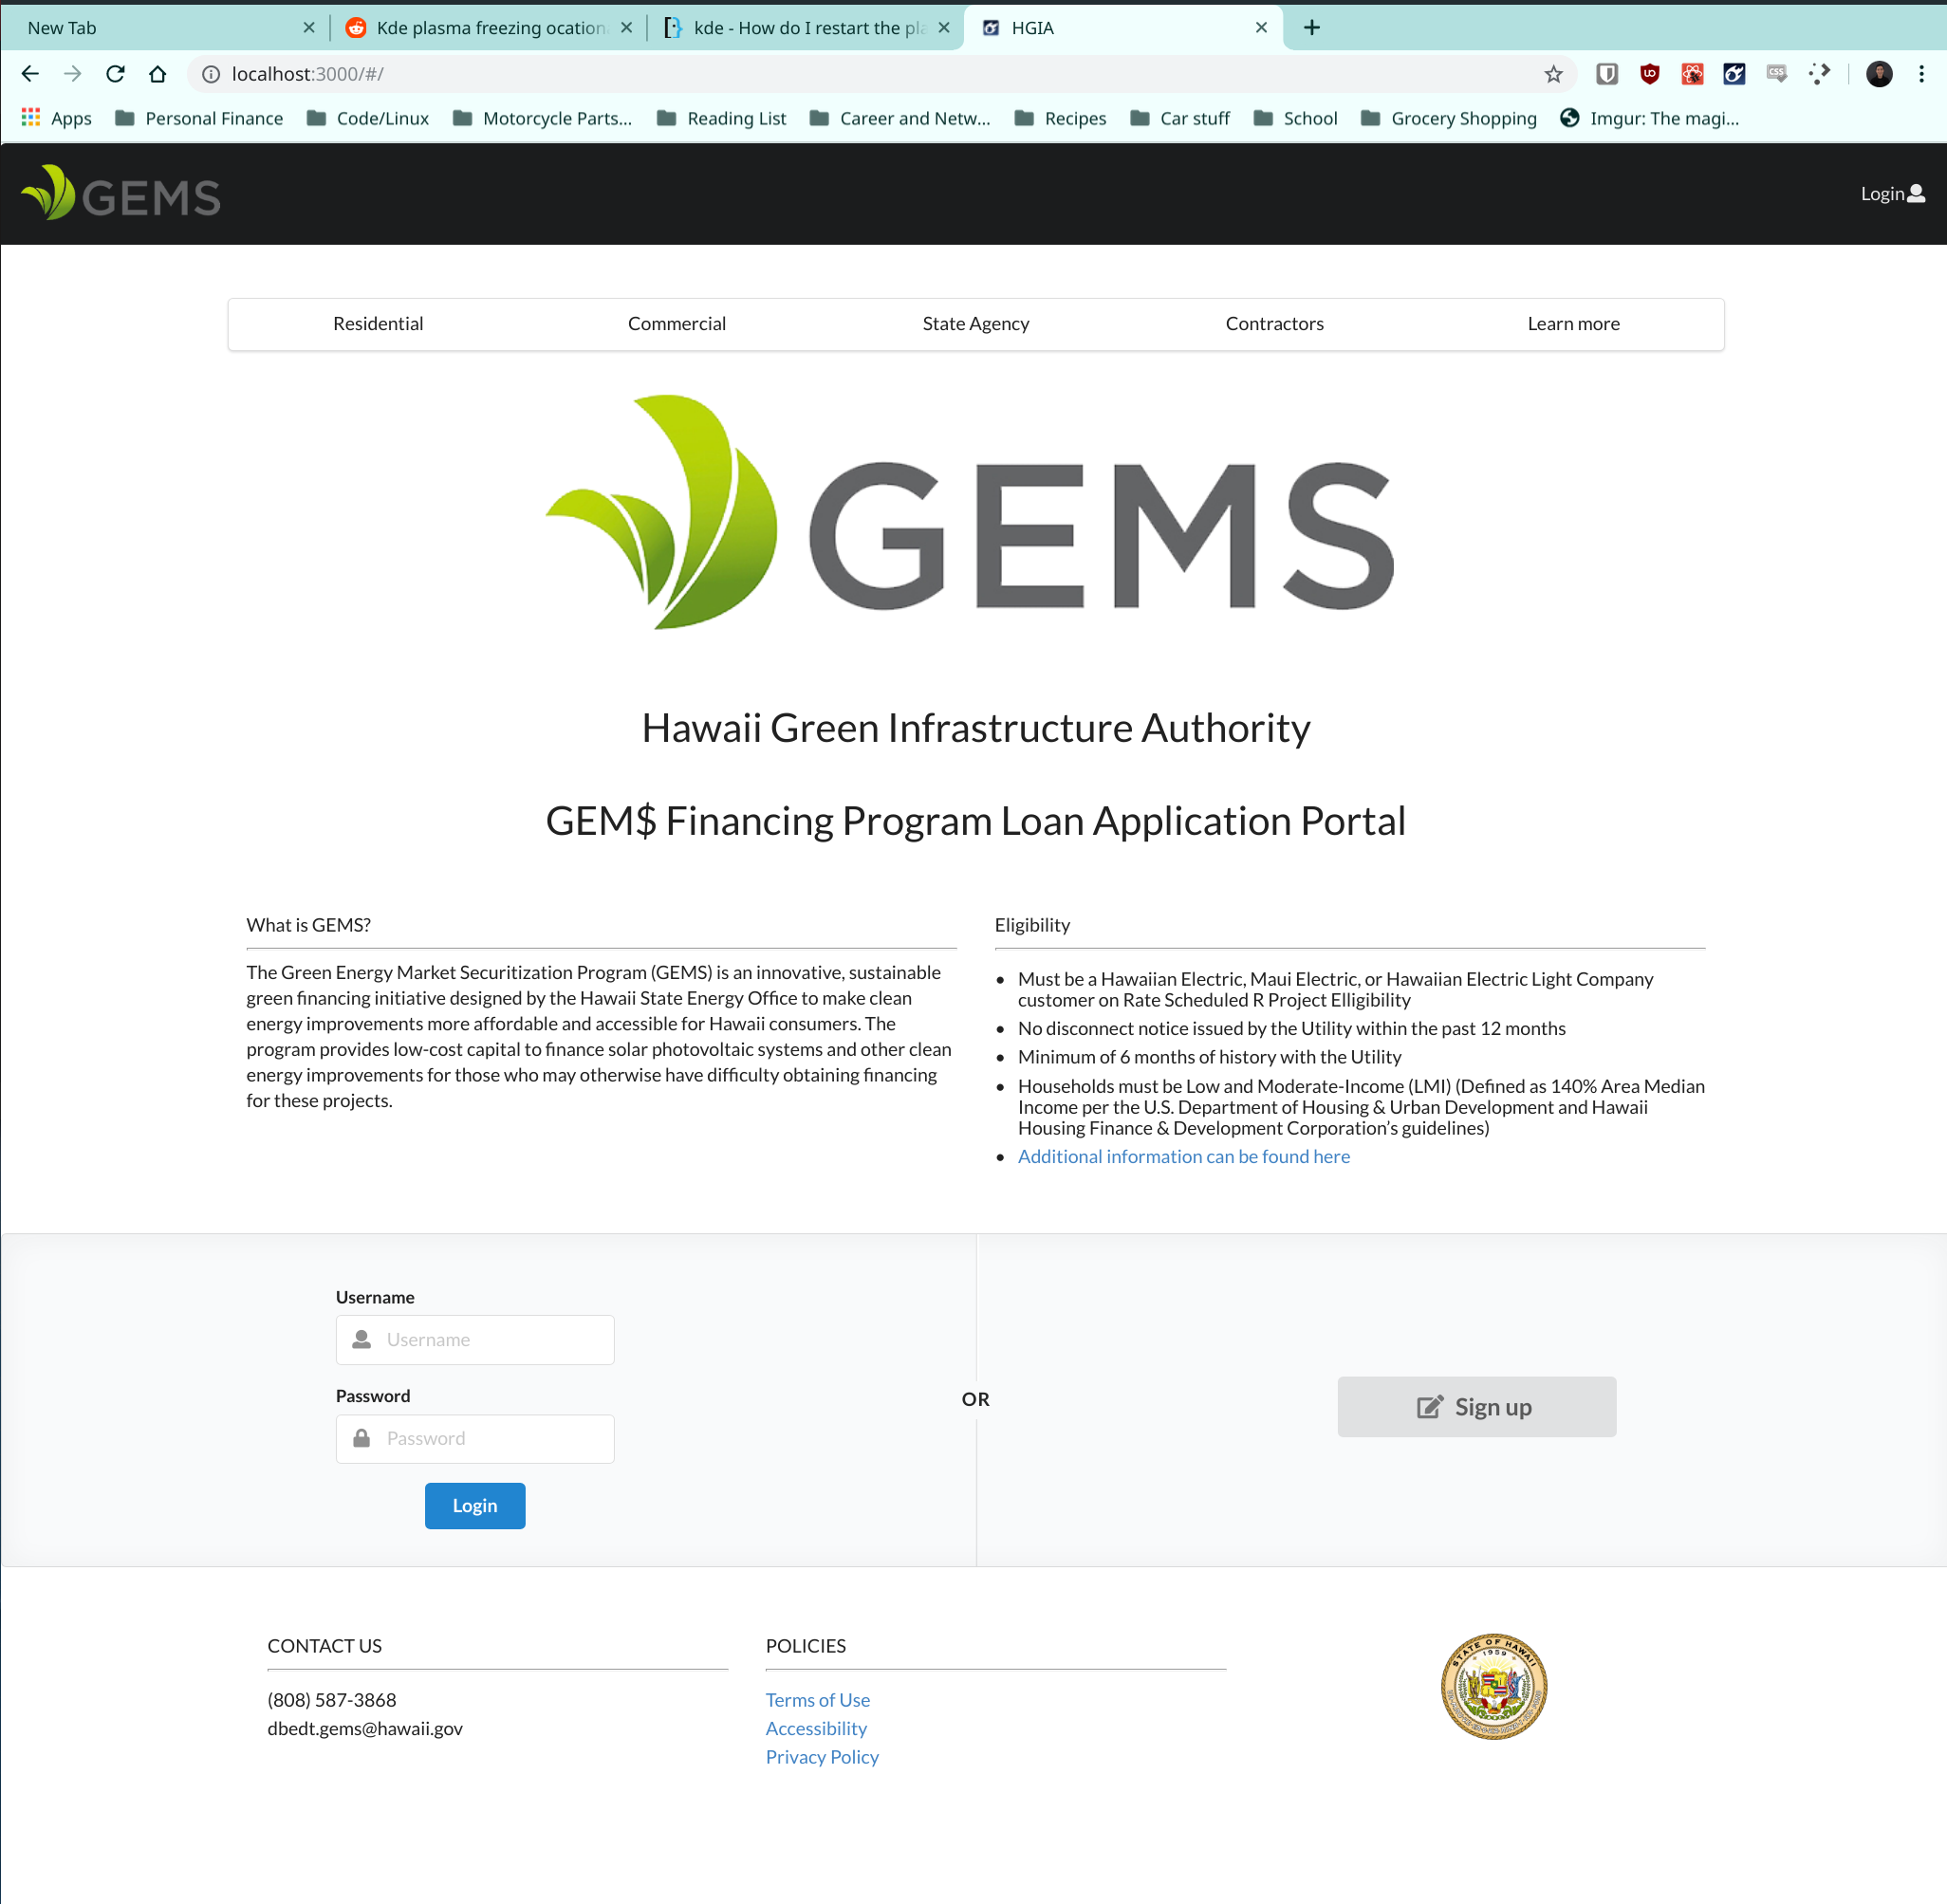 New Tab
Kde plasma freezing ocation
kde - How do I restart the pla
HGIA
localhost:3000/#/
Apps
Personal Finance
Code/Linux
Motorcycle Parts...
Reading List
Career and Netw...
Recipes
Car stuff
School
Grocery Shopping
Imgur: The magi...
GEMS
Login
Residential
Commercial
State Agency
Contractors
Learn more
GEMS
Hawaii Green Infrastructure Authority
GEM$ Financing Program Loan Application Portal
What is GEMS?
The Green Energy Market Securitization Program (GEMS) is an innovative, sustainable
green financing initiative designed by the Hawaii State Energy Office to make clean
energy improvements more affordable and accessible for Hawaii consumers. The
program provides low-cost capital to finance solar photovoltaic systems and other clean
energy improvements for those who may otherwise have difficulty obtaining financing
for these projects.
Eligibility
Must be a Hawaiian Electric, Maui Electric, or Hawaiian Electric Light Company
customer on Rate Scheduled R Project Elligibility
No disconnect notice issued by the Utility within the past 12 months
Minimum of 6 months of history with the Utility
Households must be Low and Moderate-Income (LMI) (Defined as 140% Area Median
Income per the U.S. Department of Housing & Urban Development and Hawaii
Housing Finance & Development Corporation’s guidelines)
Additional information can be found here
Username
Username
Password
Password
Login
OR
Sign up
CONTACT US
(808) 587-3868
dbedt.gems@hawaii.gov
POLICIES
Terms of Use
Accessibility
Privacy Policy
STATE OF HAWAII
1959